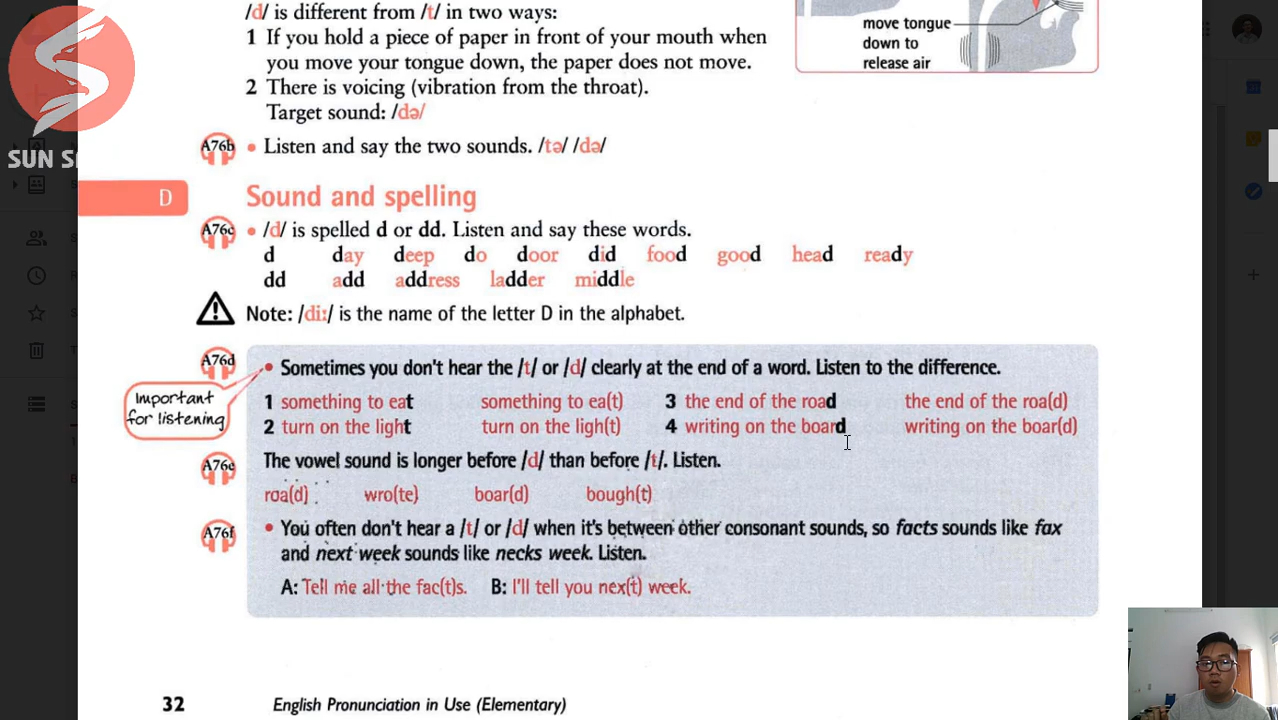 /d/ is different from /t/ in two ways:
1 If you hold a piece of paper in front of your mouth when
you move your tongue down, the paper does not move.
2 There is voicing (vibration from the throat).
Target sound: /də/
move tongue
down to
release air
A76b • Listen and say the two sounds. /tə/ /də/
SUN S
D Sound and spelling
A76c • /d/ is spelled d or dd. Listen and say these words.
d day deep do door did food good head ready
dd add address ladder middle
Note: /diː/ is the name of the letter D in the alphabet.
A76d • Sometimes you don't hear the /t/ or /d/ clearly at the end of a word. Listen to the difference.
Important
for listening
1 something to eat something to ea(t) 3 the end of the road the end of the roa(d)
2 turn on the light turn on the ligh(t) 4 writing on the board writing on the boar(d)
A76e The vowel sound is longer before /d/ than before /t/. Listen.
roa(d) wro(te) boar(d) bough(t)
A76f • You often don't hear a /t/ or /d/ when it's between other consonant sounds, so facts sounds like fax
and next week sounds like necks week. Listen.
A: Tell me all the fac(t)s. B: I'll tell you nex(t) week.
32 English Pronunciation in Use (Elementary)